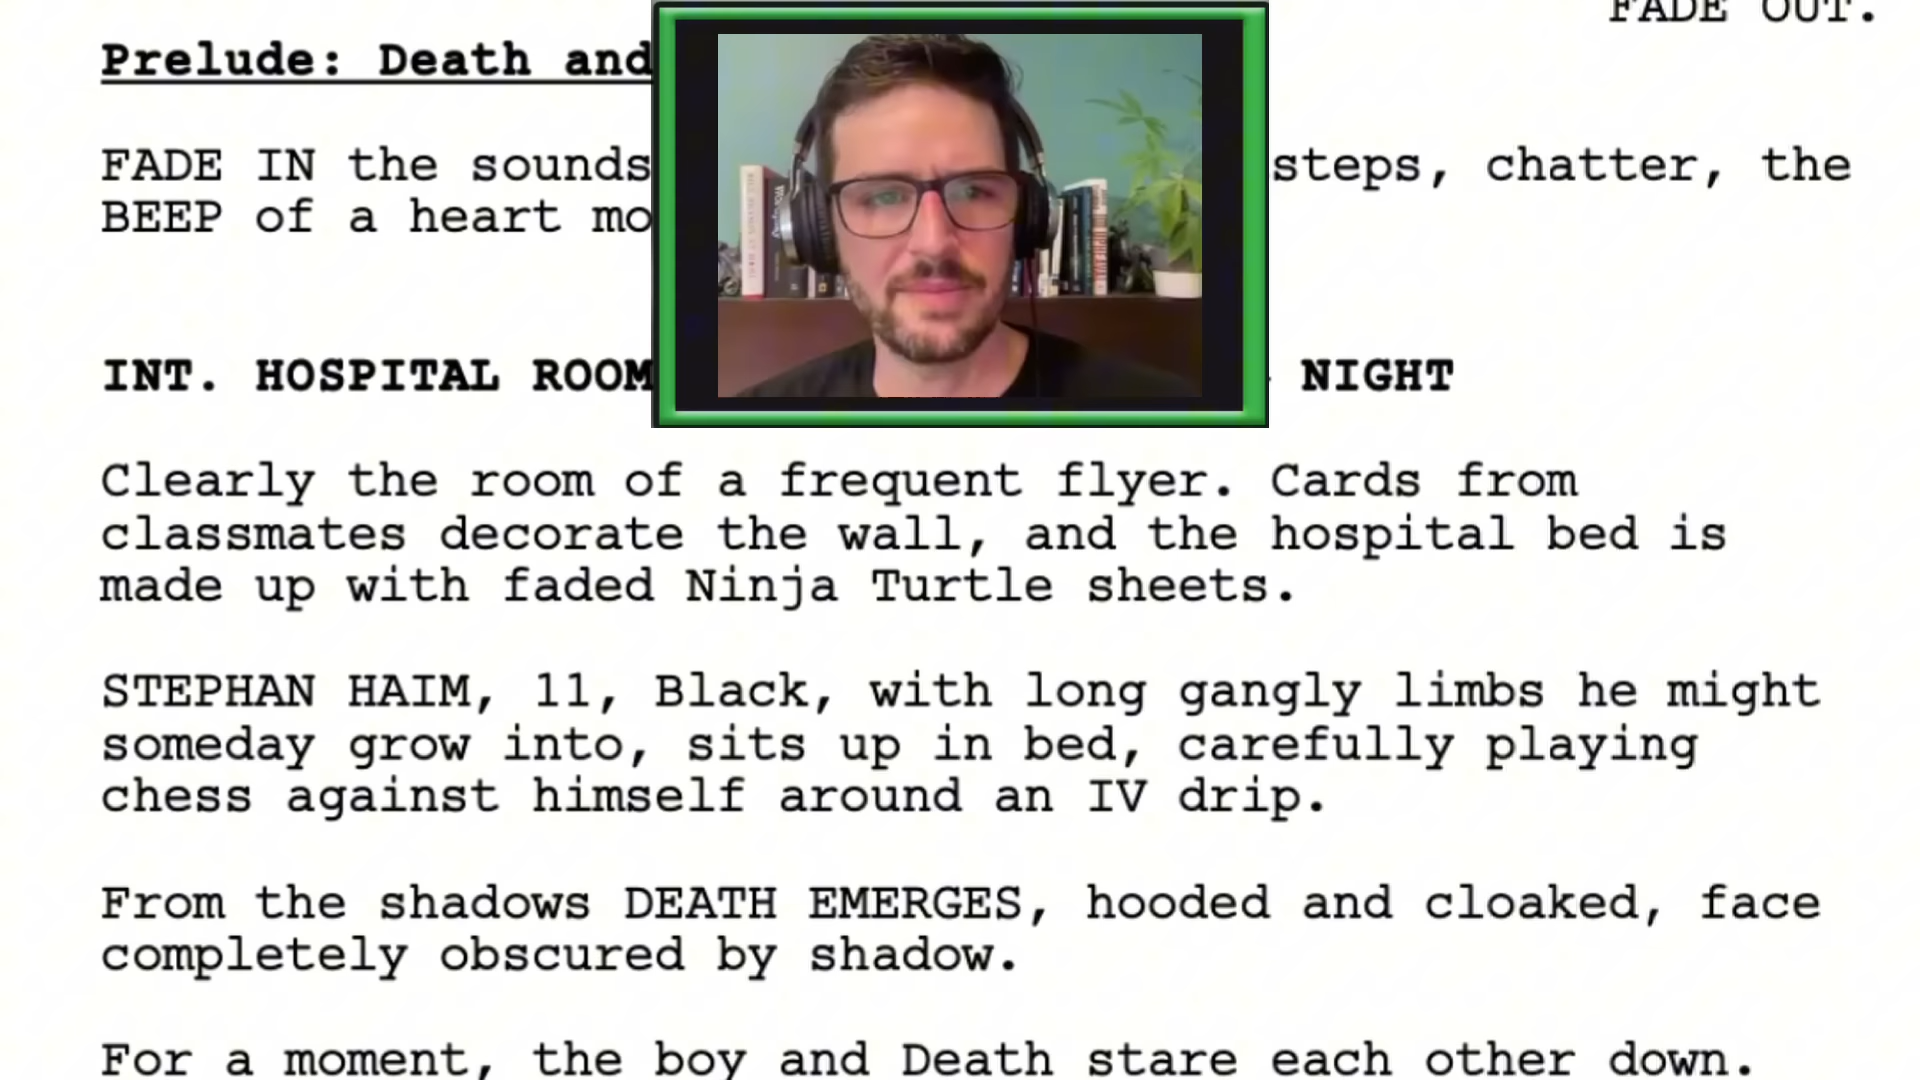 FADE OUT.
Prelude: Death and
FADE IN the sounds steps, chatter, the
BEEP of a heart mo
INT. HOSPITAL ROOM NIGHT
Clearly the room of a frequent flyer. Cards from
classmates decorate the wall, and the hospital bed is
made up with faded Ninja Turtle sheets.
STEPHAN HAIM, 11, Black, with long gangly limbs he might
someday grow into, sits up in bed, carefully playing
chess against himself around an IV drip.
From the shadows DEATH EMERGES, hooded and cloaked, face
completely obscured by shadow.
For a moment, the boy and Death stare each other down.